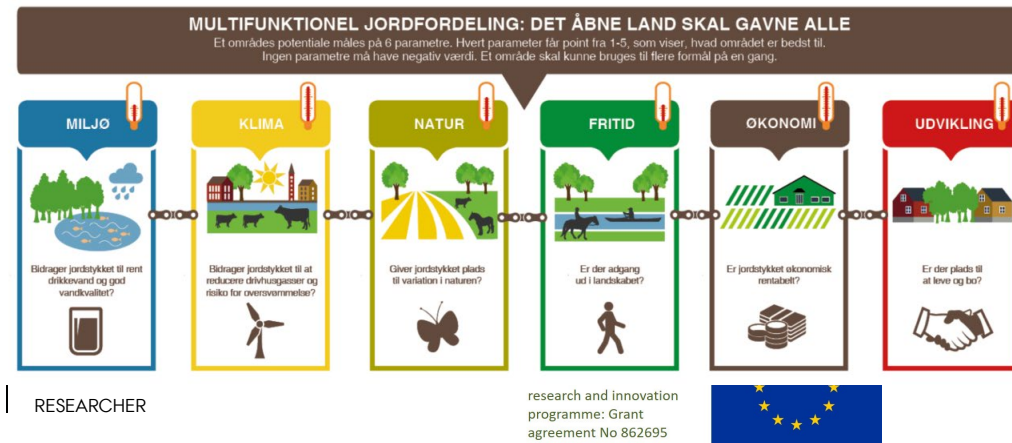 MULTIFUNKTIONEL JORDFORDELING: DET ÅBNE LAND SKAL GAVNE ALLE
Et områdes potentiale måles på 6 parametre. Hvert parameter får point fra 1-5, som viser, hvad området er bedst til.
Ingen parametre må have negativ værdi. Et område skal kunne bruges til flere formål på en gang.
MILJØ
Bidrager jordstykket til rent
drikkevand og god
vandkvalitet?
KLIMA
Bidrager jordstykket til at
reducere drivhusgasser og
risiko for oversvømmelse?
NATUR
Giver jordstykket plads
til variation i naturen?
FRITID
Er der adgang
ud i landskabet?
ØKONOMI
Er jordstykket økonomisk
rentabelt?
UDVIKLING
Er der plads til
at leve og bo?
RESEARCHER
research and innovation
programme: Grant
agreement No 862695